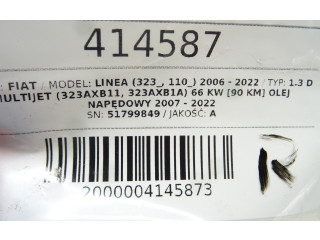 414587
: FIAT / MODEL: LINEA (323_, 110_) 2006 - 2022 / TYP: 1.3 D
MULTIJET (323AXB11, 323AXB1A) 66 KW [90 KM] OLEJ
NAPĘDOWY 2007 - 2022
SN: 51799849 / JAKOŚĆ: A
2000004145873
R